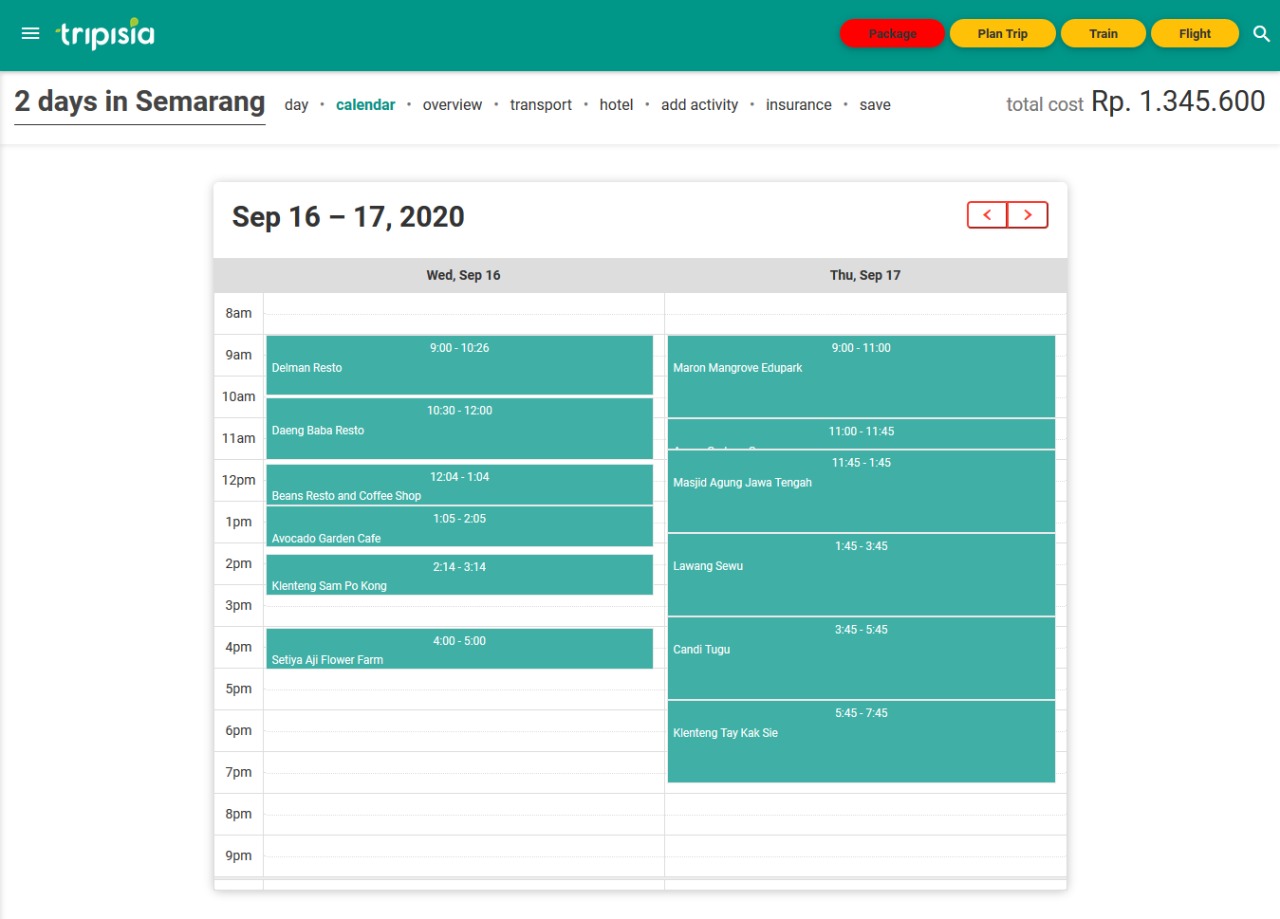 tripisia
Package
Plan Trip
Train
Flight
2 days in Semarang
day • calendar • overview • transport • hotel • add activity • insurance • save
total cost Rp. 1.345.600
Sep 16 – 17, 2020
Wed, Sep 16
Thu, Sep 17
8am
9am
10am
11am
12pm
1pm
2pm
3pm
4pm
5pm
6pm
7pm
8pm
9pm
9:00 - 10:26
Delman Resto
10:30 - 12:00
Daeng Baba Resto
12:04 - 1:04
Beans Resto and Coffee Shop
1:05 - 2:05
Avocado Garden Cafe
2:14 - 3:14
Klenteng Sam Po Kong
4:00 - 5:00
Setiya Aji Flower Farm
9:00 - 11:00
Maron Mangrove Edupark
11:00 - 11:45
11:45 - 1:45
Masjid Agung Jawa Tengah
1:45 - 3:45
Lawang Sewu
3:45 - 5:45
Candi Tugu
5:45 - 7:45
Klenteng Tay Kak Sie